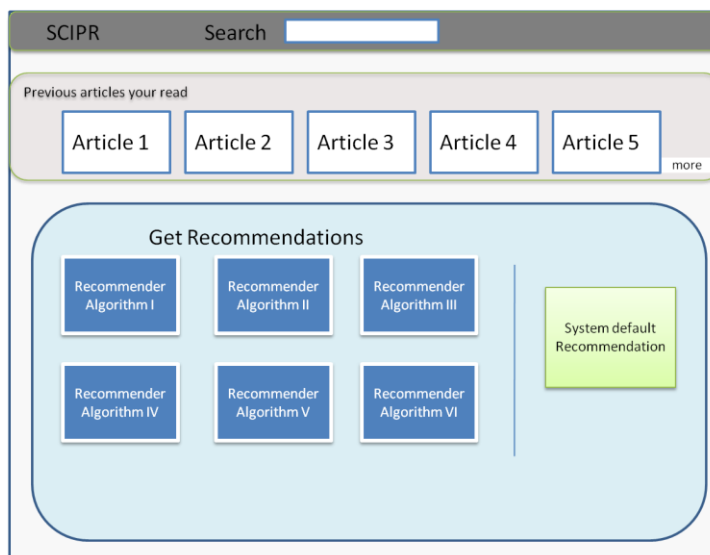 SCIPR Search
Previous articles your read
Article 1 Article 2 Article 3 Article 4 Article 5
more
Get Recommendations
Recommender
Algorithm I
Recommender
Algorithm II
Recommender
Algorithm III
System default
Recommendation
Recommender
Algorithm IV
Recommender
Algorithm V
Recommender
Algorithm VI